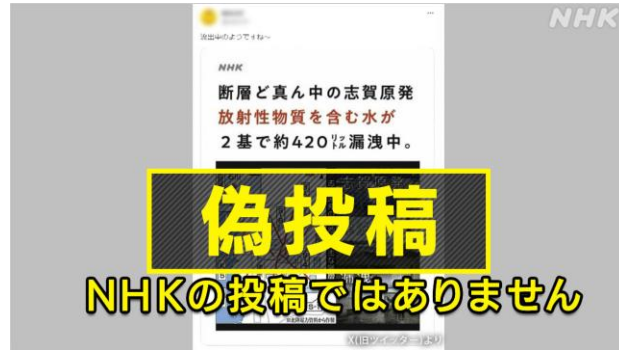 NHK
流出中のようですね〜
NHK
断層ど真ん中の志賀原発
放射性物質を含む水が
2基で約420㍑漏洩中。
偽投稿
NHKの投稿ではありません
X(旧ツイッター)より